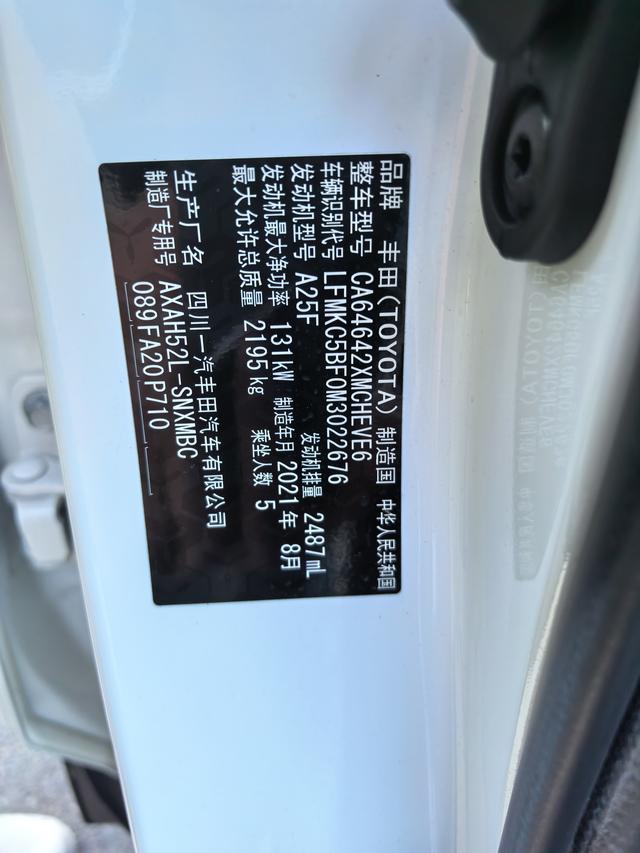 品牌 丰田(TOYOTA) 制造国 中华人民共和国
整车型号 CA64642XMCHEVE6
车辆识别代号 LFMKC5BF0M3022676
发动机型号 A25F 发动机排量 2487mL
发动机最大净功率 131kW 制造年月 2021年 8月
最大允许总质量 2195kg 乘坐人数 5
生产厂名 四川一汽丰田汽车有限公司
制造厂专用号 AXAH52L-SNXMBC
089FA20P710